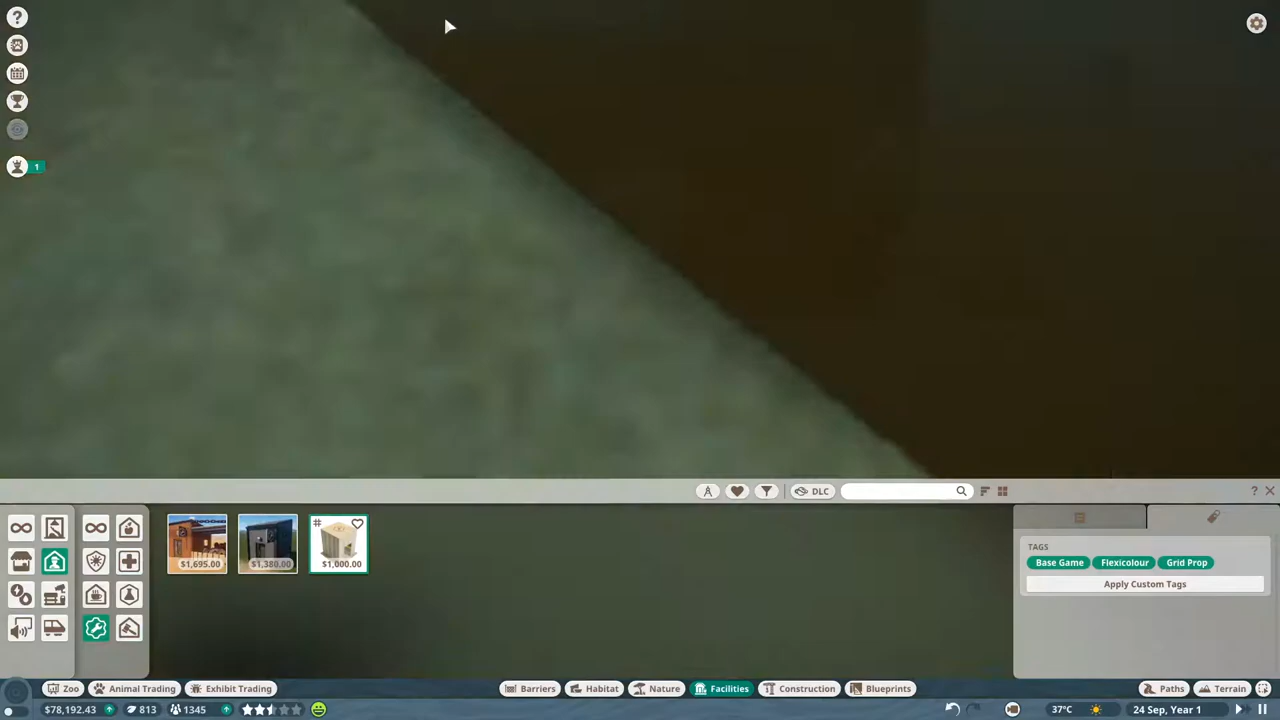 1
DLC
$1,695.00
$1,380.00
$1,000.00
TAGS
Base Game Flexicolour Grid Prop
Apply Custom Tags
Zoo Animal Trading Exhibit Trading Barriers Habitat Nature Facilities Construction Blueprints Paths Terrain
$78,192.43 813 1345 37°C 24 Sep, Year 1